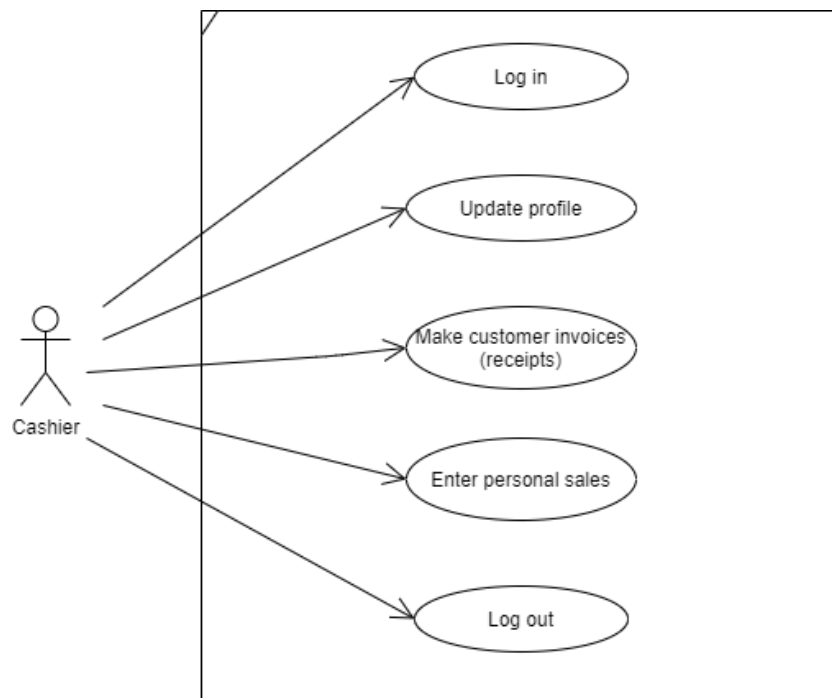 Log in
Update profile
Make customer invoices
(receipts)
Cashier
Enter personal sales
Log out